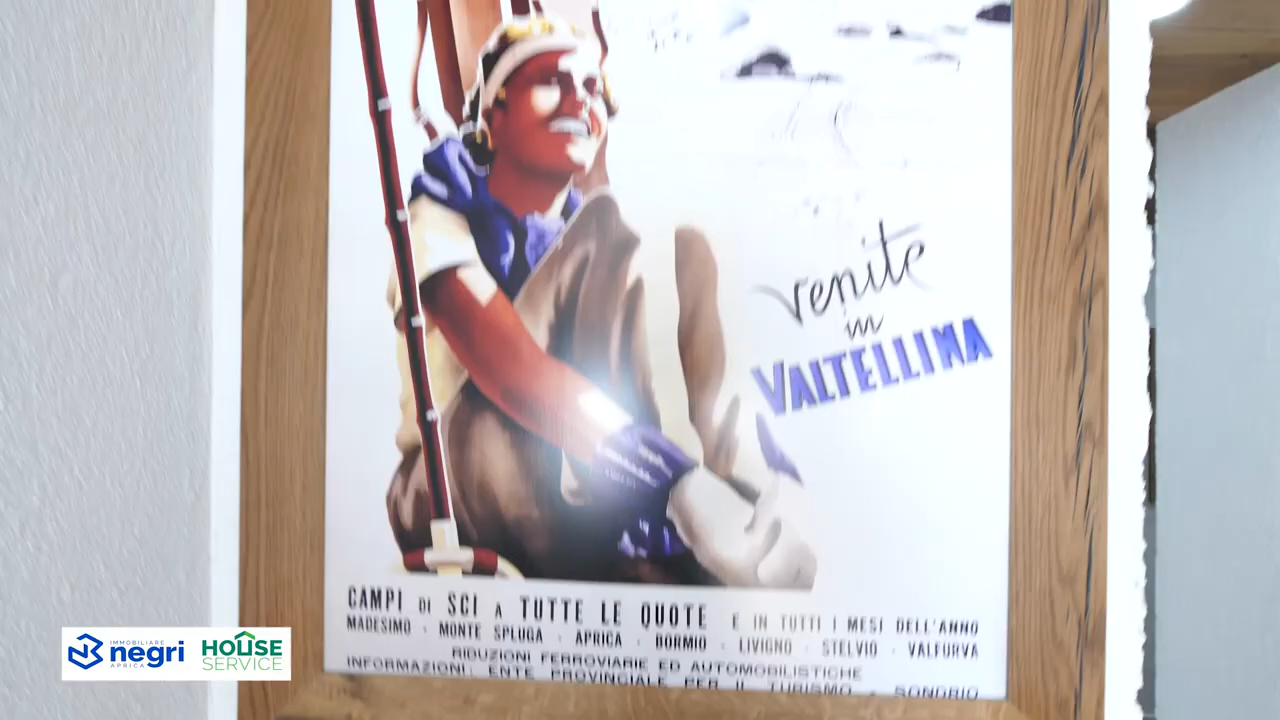 venite
in
VALTELLINA
CAMPI DI SCI A TUTTE LE QUOTE E IN TUTTI I MESI DELL'ANNO
MADESIMO · MONTE SPLUGA · APRICA · BORMIO · LIVIGNO · STELVIO · VALFURVA
RIDUZIONI FERROVIARIE ED AUTOMOBILISTICHE
INFORMAZIONI: ENTE PROVINCIALE PER IL TURISMO - SONDRIO
IMMOBILIARE
negri
APRICA
HOUSE
SERVICE